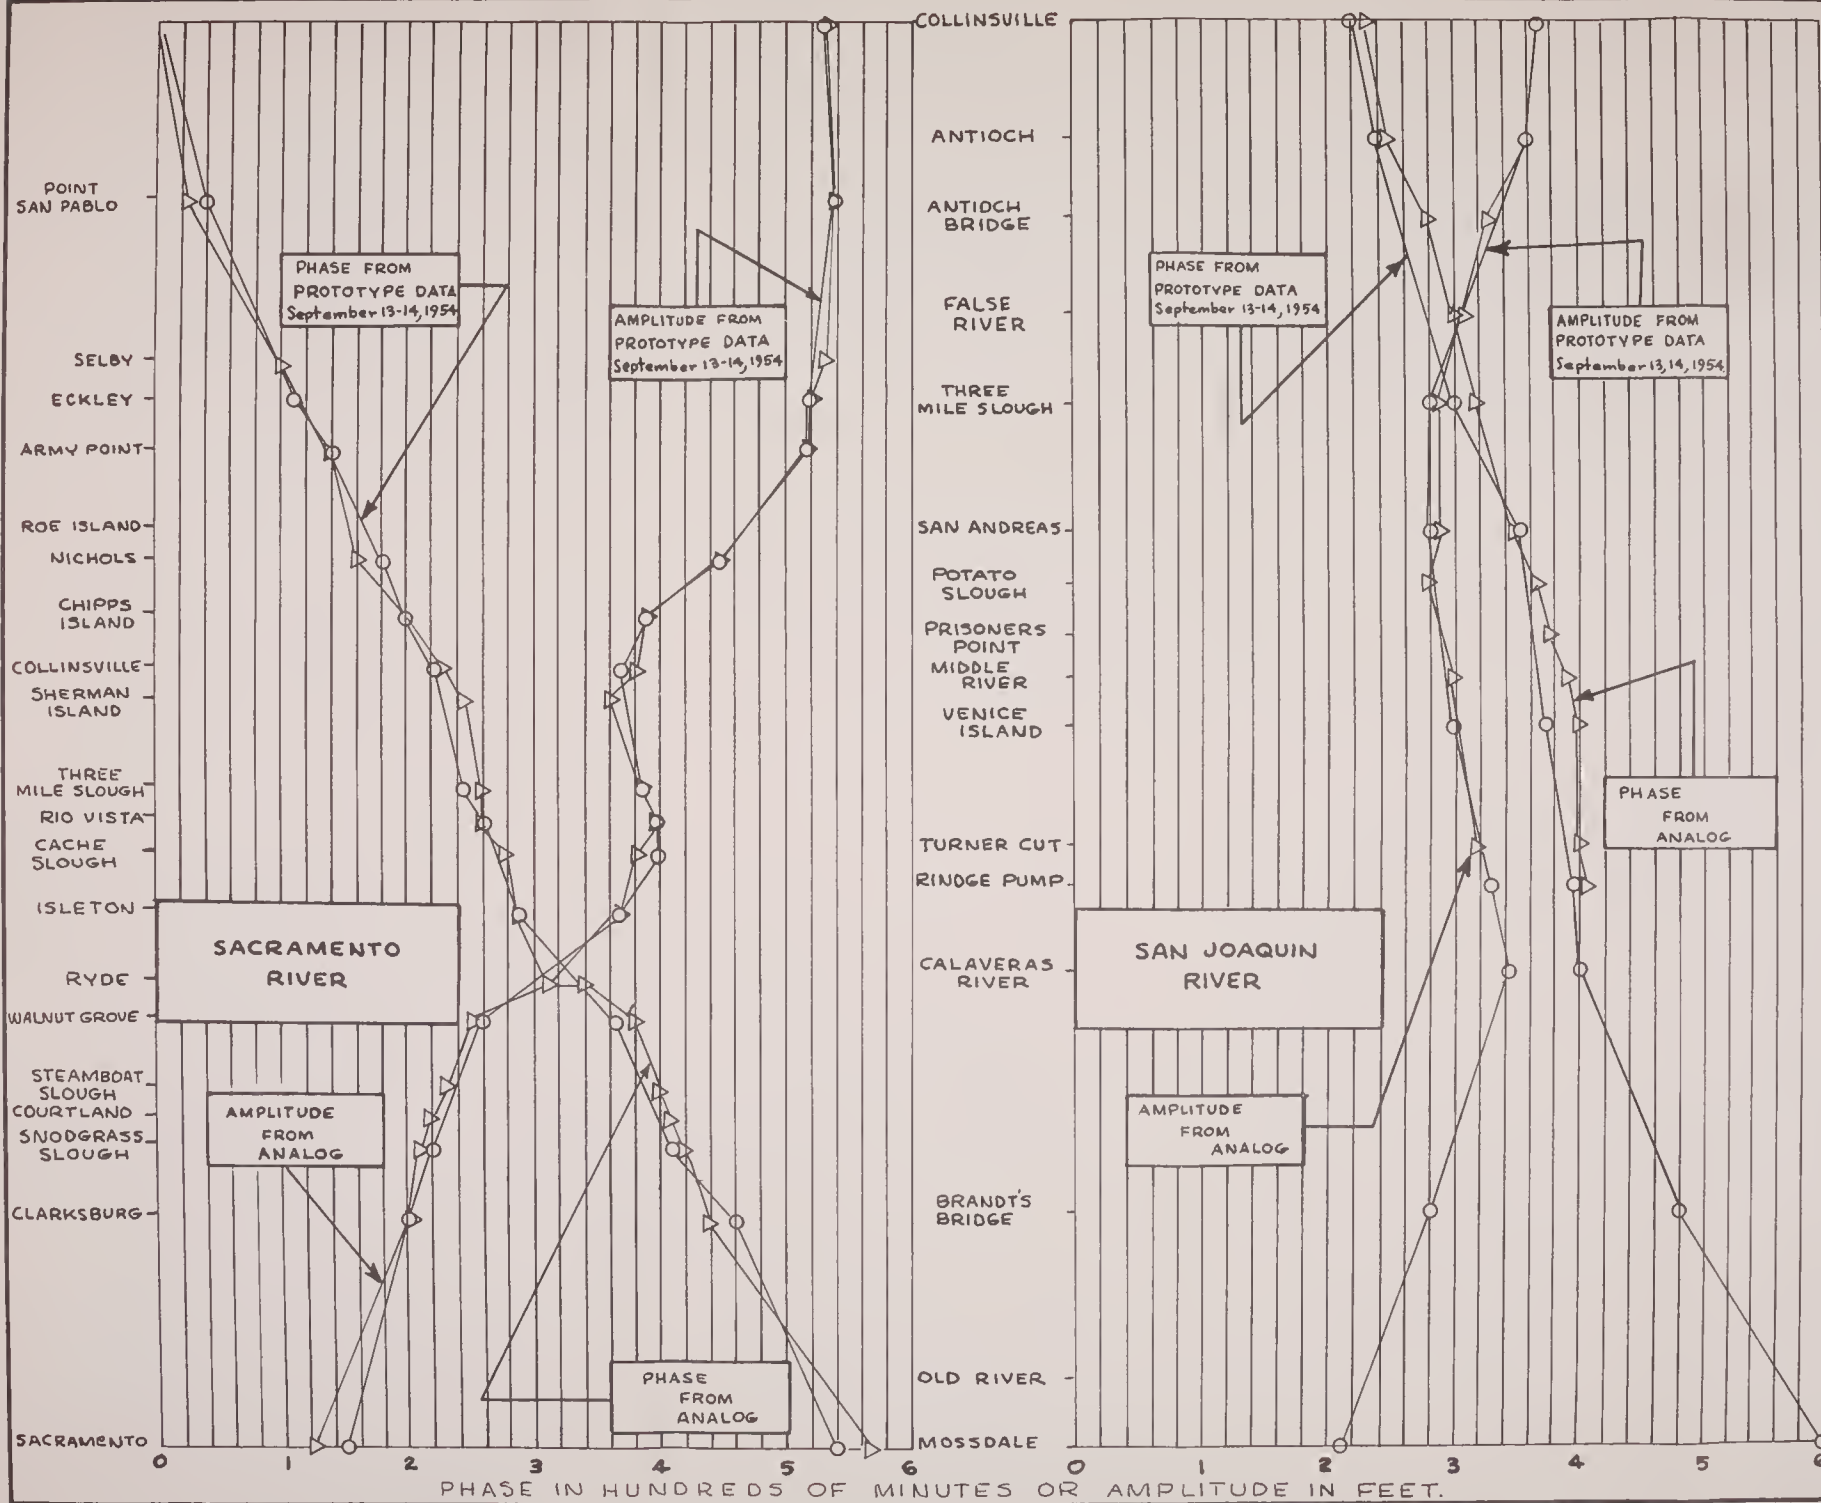 POINT
SAN PABLO
SELBY
ECKLEY
ARMY POINT
ROE ISLAND
NICHOLS
CHIPPS
ISLAND
COLLINSVILLE
SHERMAN
ISLAND
THREE
MILE SLOUGH
RIO VISTA
CACHE
SLOUGH
ISLETON
RYDE
WALNUT GROVE
STEAMBOAT
SLOUGH
COURTLAND
SNODGRASS
SLOUGH
CLARKSBURG
SACRAMENTO
PHASE FROM
PROTOTYPE DATA
September 13-14, 1954
AMPLITUDE FROM
PROTOTYPE DATA
September 13-14, 1954
SACRAMENTO
RIVER
AMPLITUDE
FROM
ANALOG
PHASE
FROM
ANALOG
0 1 2 3 4 5 6
COLLINSVILLE
ANTIOCH
ANTIOCH
BRIDGE
FALSE
RIVER
THREE
MILE SLOUGH
SAN ANDREAS
POTATO
SLOUGH
PRISONERS
POINT
MIDDLE
RIVER
VENICE
ISLAND
TURNER CUT
RINDGE PUMP
CALAVERAS
RIVER
BRANDT'S
BRIDGE
OLD RIVER
MOSSDALE
PHASE FROM
PROTOTYPE DATA
September 13-14, 1954
AMPLITUDE FROM
PROTOTYPE DATA
September 13, 14, 1954
PHASE
FROM
ANALOG
SAN JOAQUIN
RIVER
AMPLITUDE
FROM
ANALOG
0 1 2 3 4 5 6
PHASE IN HUNDREDS OF MINUTES OR AMPLITUDE IN FEET.